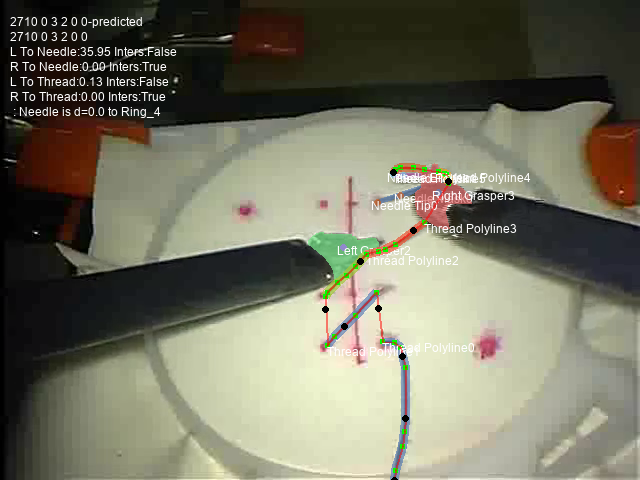 2710 0 3 2 0 0-predicted
2710 0 3 2 0 0
L To Needle:35.95 Inters:False
R To Needle:0.00 Inters:True
L To Thread:0.13 Inters:False
R To Thread:0.00 Inters:True
: Needle is d=0.0 to Ring_4
Polyline4
Right Grasper3
Needle Tip0
Thread Polyline3
Left Grasper2
Thread Polyline2
Thread Polyline0
Thread Polyline